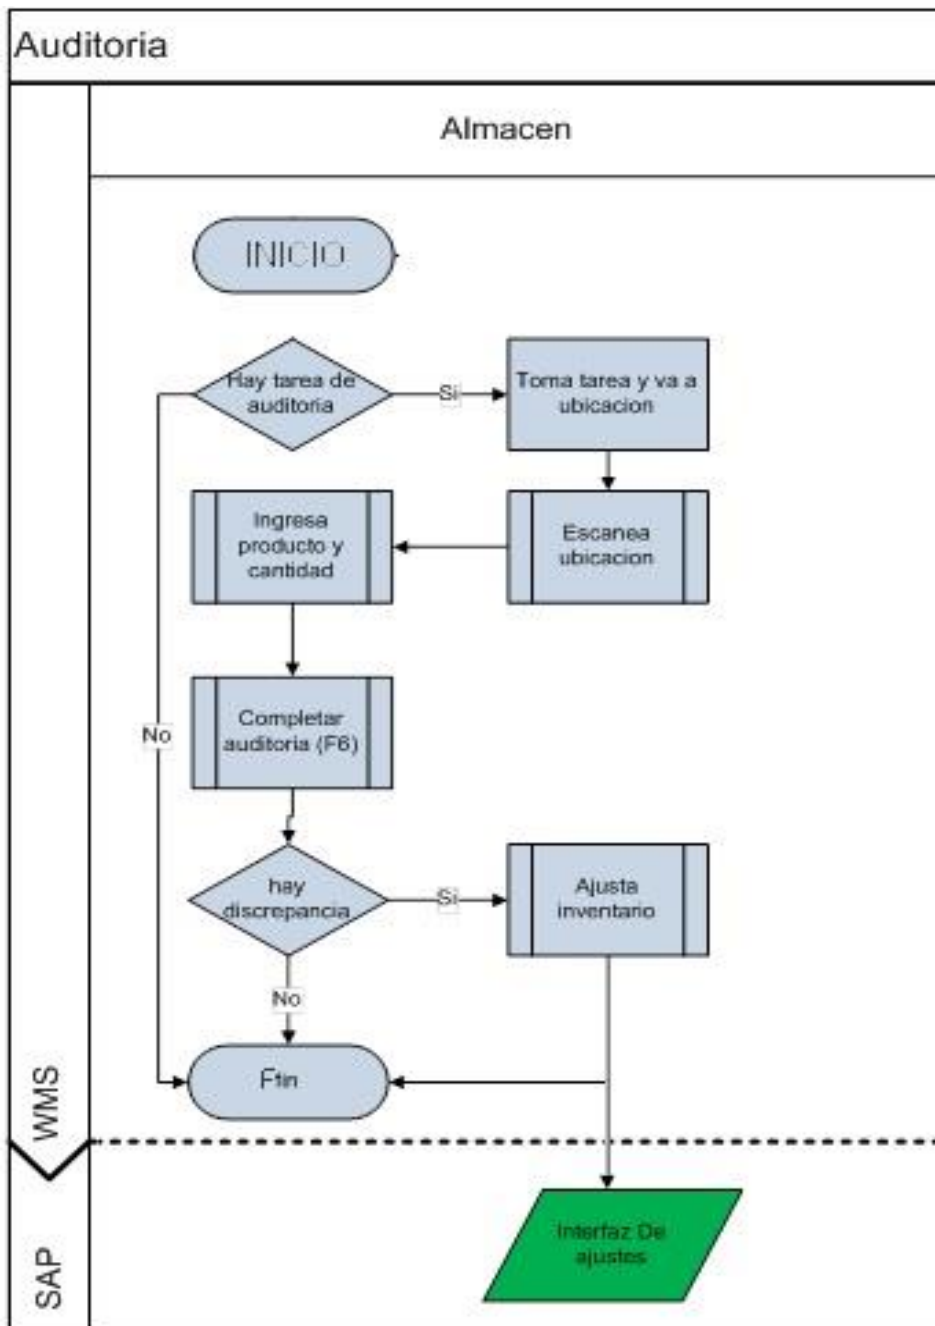 Auditoria
Almacen
INICIO
Hay tarea de
auditoria
Si
Toma tarea y va a
ubicacion
Ingresa
producto y
cantidad
Escanea
ubicacion
Completar
auditoria (F6)
No
hay
discrepancia
Si
Ajusta
inventario
No
Ffin
WMS
Interfaz De
ajustes
SAP